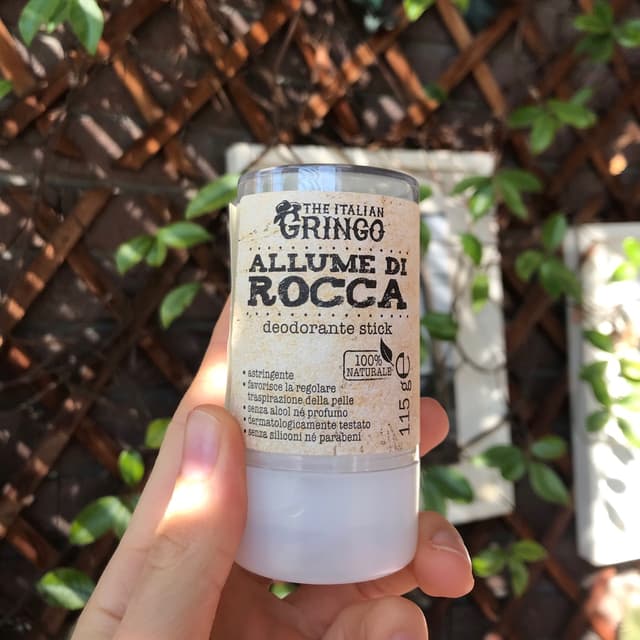 THE ITALIAN
GRINGO
ALLUME DI
ROCCA
deodorante stick
100%
NATURALE
• astringente
• favorisce la regolare
traspirazione della pelle
• senza alcol né profumo
• dermatologicamente testato
• senza siliconi né parabeni
115 g e